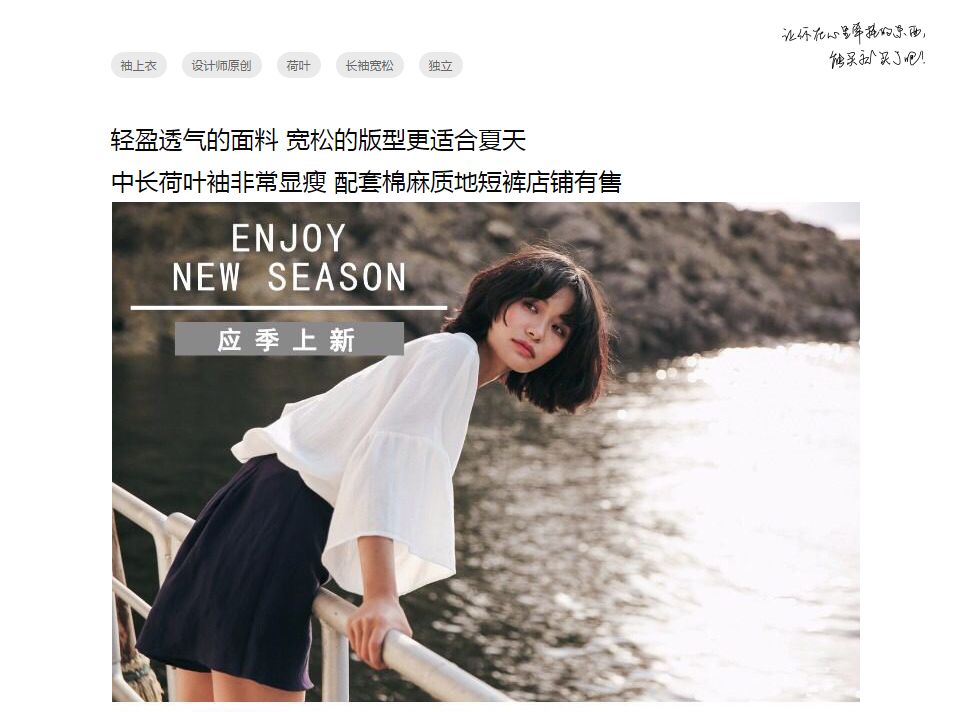 让你在心里牵挂的东西,
能买就买了吧!
袖上衣 设计师原创 荷叶 长袖宽松 独立
轻盈透气的面料 宽松的版型更适合夏天
中长荷叶袖非常显瘦 配套棉麻质地短裤店铺有售
ENJOY
NEW SEASON
应季上新